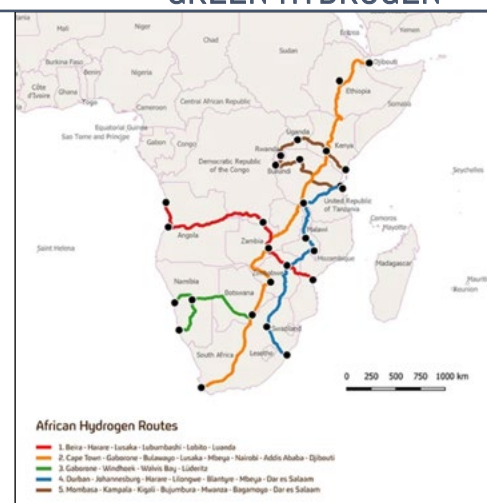 GREEN HYDROGEN
Mali
Niger
Chad
Sudan
Eritrea
Yemen
Burkina Faso
Benin
Nigeria
Djibouti
Côte
d'Ivoire
Ghana
Togo
Ethiopia
Cameroon
Central African Republic
Somalia
Equatorial Guinea
Sao Tome and Principe
Uganda
Gabon
Congo
Kenya
Rwanda
Democratic Republic
of the Congo
Burundi
Seychelles
United Republic
of Tanzania
Comoros
Mayotte
Angola
Malawi
Zambia
Saint Helena
Mozambique
Madagascar
Zimbabwe
Réunion
Namibia
Botswana
Swaziland
South Africa
Lesotho
0 250 500 750 1000 km
African Hydrogen Routes
1. Beira - Harare - Lusaka - Lubumbashi - Lobito - Luanda
2. Cape Town - Gaborone - Bulawayo - Lusaka - Mbeya - Nairobi - Addis Ababa - Djibouti
3. Gaborone - Windhoek - Walvis Bay - Lüderitz
4. Durban - Johannesburg - Harare - Lilongwe - Blantyre - Mbeya - Dar es Salaam
5. Mombasa - Kampala - Kigali - Bujumbura - Mwanza - Bagamoyo - Dar es Salaam